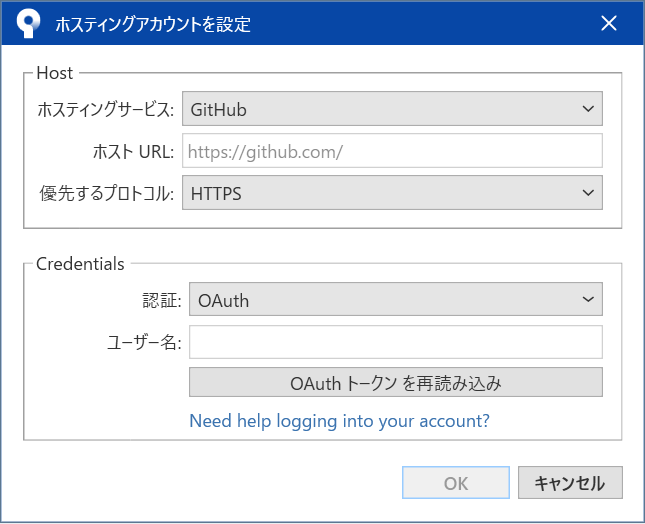 ホスティングアカウントを設定
Host
ホスティングサービス: GitHub
ホスト URL: https://github.com/
優先するプロトコル: HTTPS
Credentials
認証: OAuth
ユーザー名:
OAuth トークン を再読み込み
Need help logging into your account?
OK キャンセル